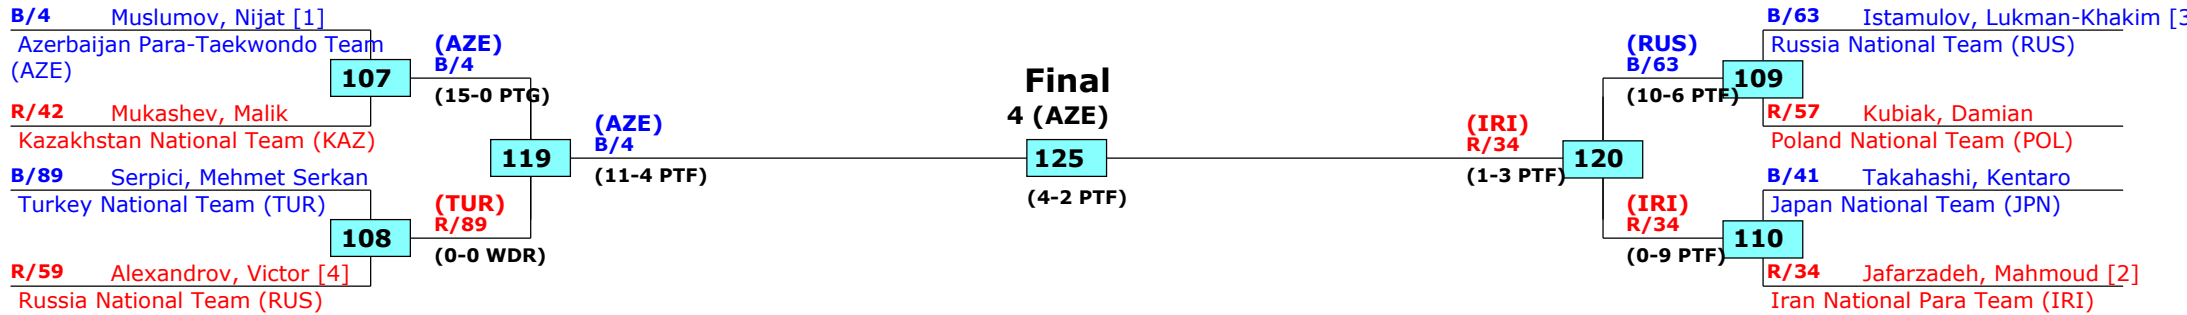 B/4 Muslumov, Nijat [1]
Azerbaijan Para-Taekwondo Team
(AZE)
107
R/42 Mukashev, Malik
Kazakhstan National Team (KAZ)
B/89 Serpici, Mehmet Serkan
Turkey National Team (TUR)
108
R/59 Alexandrov, Victor [4]
Russia National Team (RUS)
(AZE)
B/4
(15-0 PTG)
119
(TUR)
R/89
(0-0 WDR)
(AZE)
B/4
(11-4 PTF)
Final
4 (AZE)
125
(4-2 PTF)
(IRI)
R/34
(1-3 PTF)
120
(RUS)
B/63
(10-6 PTF)
(IRI)
R/34
(0-9 PTF)
B/63 Istamulov, Lukman-Khakim [3
Russia National Team (RUS)
109
R/57 Kubiak, Damian
Poland National Team (POL)
B/41 Takahashi, Kentaro
Japan National Team (JPN)
110
R/34 Jafarzadeh, Mahmoud [2]
Iran National Para Team (IRI)